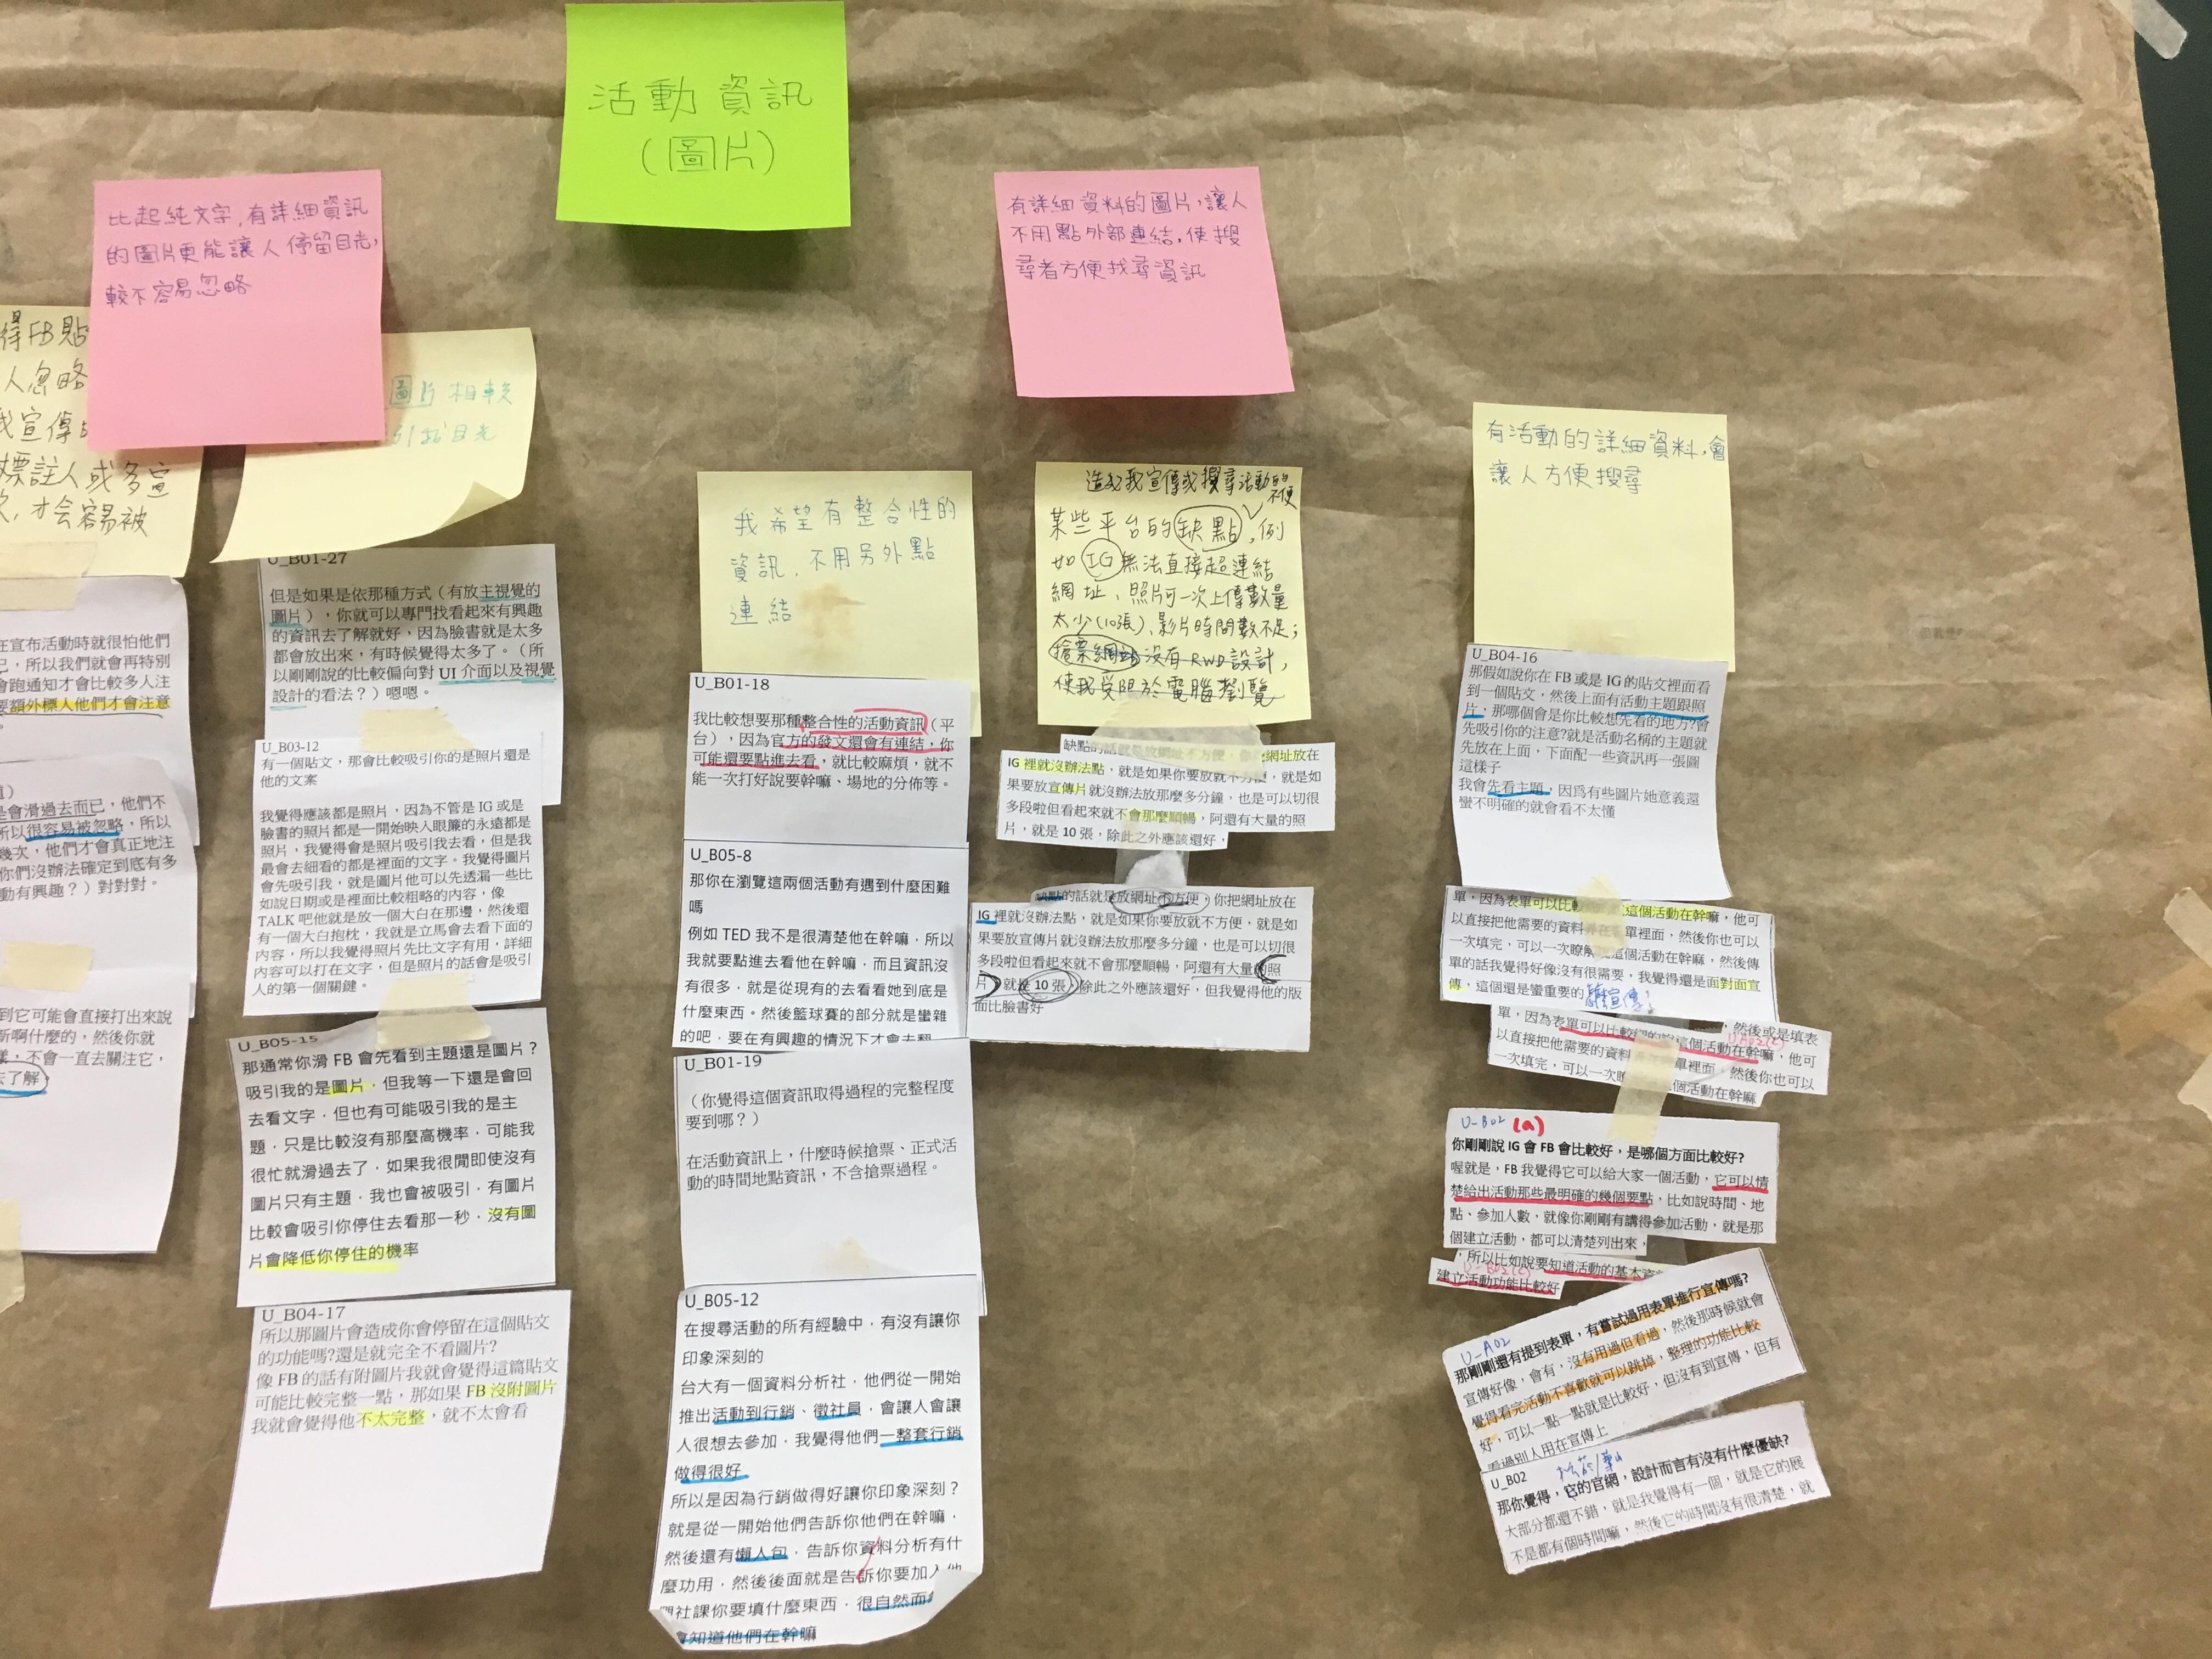 活動資訊
(圖片)
比起純文字,有詳細資訊
的圖片更能讓人停留目光,
較不容易忽略
有詳細資料的圖片,讓人
不用點外部連結,使搜
尋者方便找尋資訊
得FB貼
人忽略
我宣傳
標註人或多宣
次,才会容易被
圖片相較
引起目光
我希望有整合性的
資訊,不用另外點
連結
造成我宣傳或搜尋活動的
不便
某些平台的缺點,例
如IG無法直接超連結
網址、照片可一次上傳數量
太少(10張)、影片時間數不足;
搶票網站沒有RWD設計,
使我受限於電腦瀏覽
有活動的詳細資料,會
讓人方便搜尋
在宣布活動時就很怕他們
己,所以我們就會再特別
會跑通知才會比較多人注
要額外標人他們才會注意
是會滑過去而已,他們不
所以很容易被忽略,所以
幾次,他們才會真正地注
你們沒辦法確定到底有多
動有興趣?)對對對。
到它可能會直接打出來說
新啊什麼的,然後你就
樣,不會一直去關注它,
去了解
U_B01-27
但是如果是依那種方式(有放主視覺的
圖片),你就可以專門找看起來有興趣
的資訊去了解就好,因為臉書就是太多
都會放出來,有時候覺得太多了。(所
以剛剛說的比較偏向對 UI 介面以及視覺
設計的看法?)嗯嗯。
U_B03-12
有一個貼文,那會比較吸引你的是照片還是
他的文案
我覺得應該都是照片,因為不管是 IG 或是
臉書的照片都是一開始映入眼簾的永遠都是
照片,我覺得會是照片吸引我去看,但是我
最會去細看的都是裡面的文字。我覺得圖片
會先吸引我,就是圖片他可以先透漏一些比
如說日期或是裡面比較粗略的內容,像
TALK 吧他就是放一個大白在那邊,然後還
有一個大白抱枕,我就是立馬會去看下面的
內容,所以我覺得照片先比文字有用,詳細
內容可以打在文字,但是照片的話會是吸引
人的第一個關鍵。
U_B05-15
那通常你滑 FB 會先看到主題還是圖片?
吸引我的是圖片,但我等一下還是會回
去看文字,但也有可能吸引我的是主
題,只是比較沒有那麼高機率,可能我
很忙就滑過去了,如果我很閒即使沒有
圖片只有主題,我也會被吸引,有圖片
比較會吸引你停住去看那一秒,沒有圖
片會降低你停住的機率
U_B04-17
所以那圖片會造成你會停留在這個貼文
的功能嗎?還是就完全不看圖片?
像 FB 的話有附圖片我就會覺得這篇貼文
可能比較完整一點,那如果 FB 沒附圖片
我就會覺得他不太完整,就不太會看
U_B01-18
我比較想要那種整合性的活動資訊(平
台),因為官方的發文還會有連結,你
可能還要點進去看,就比較麻煩,就不
能一次打好說要幹嘛、場地的分佈等。
U_B05-8
那你在瀏覽這兩個活動有遇到什麼困難
嗎
例如 TED 我不是很清楚他在幹嘛,所以
我就要點進去看他在幹嘛,而且資訊沒
有很多,就是從現有的去看看她到底是
什麼東西。然後籃球賽的部分就是蠻雜
的吧,要在有興趣的情況下才會去翻
U_B01-19
(你覺得這個資訊取得過程的完整程度
要到哪?)
在活動資訊上,什麼時候搶票、正式活
動的時間地點資訊,不含搶票過程。
U_B05-12
在搜尋活動的所有經驗中,有沒有讓你
印象深刻的
台大有一個資料分析社,他們從一開始
推出活動到行銷、徵社員,會讓人會讓
人很想去參加,我覺得他們一整套行銷
做得很好
所以是因為行銷做得好讓你印象深刻?
就是從一開始他們告訴你他們在幹嘛,
然後還有懶人包,告訴你資料分析有什
麼功用,然後後面就是告訴你要加入他
們社課你要填什麼東西,很自然而
會知道他們在幹嘛
缺點的話就是放網址不方便,你把網址放在
IG 裡就沒辦法點,就是如果你要放就不方便,就是如
果要放宣傳片就沒辦法放那麼多分鐘,也是可以切很
多段啦但看起來就不會那麼順暢,阿還有大量的照
片,就是 10 張,除此之外應該還好,
缺點的話就是放網址不方便,你把網址放在
IG 裡就沒辦法點,就是如果你要放就不方便,就是如
果要放宣傳片就沒辦法放那麼多分鐘,也是可以切很
多段啦但看起來就不會那麼順暢,阿還有大量的照
片,就是 10 張,除此之外應該還好,但我覺得他的版
面比臉書好
U_B04-16
那假如說你在 FB 或是 IG 的貼文裡面看
到一個貼文,然後上面有活動主題跟照
片,那哪個會是你比較想先看的地方?會
先吸引你的注意?就是活動名稱的主題就
先放在上面,下面配一些資訊再一張圖
這樣子
我會先看主題,因為有些圖片她意義還
蠻不明確的就會看不太懂
單,因為表單可以比較 這個活動在幹嘛,他可
以直接把他需要的資料 單裡面,然後你也可以
一次填完,可以一次瞭解 這個活動在幹嘛,然後傳
單的話我覺得好像沒有很需要,我覺得還是面對面宣
傳,這個還是蠻重要的
,然後或是填表
單,因為表單可以比較 這個活動在幹嘛,他可
以直接把他需要的資料 單裡面,然後你也可以
一次填完,可以一次瞭 個活動在幹嘛
U-B02 (a)
你剛剛說 IG 會 FB 會比較好,是哪個方面比較好?
喔就是,FB 我覺得它可以給大家一個活動,它可以清
楚給出活動那些最明確的幾個要點,比如說時間、地
點、參加人數,就像你剛剛有講得參加活動,就是那
個建立活動,都可以清楚列出來,
,所以比如說要知道活動的基本資
U-B02(c)
建立活動功能比較好
U-A02
那剛剛還有提到表單,有嘗試過用表單進行宣傳嗎?
宣傳好像,會有,沒有用過但看過,然後那時候就會
覺得看完活動不喜歡就可以跳掉,整理的功能比較
好,可以一點一點就是比較好,但沒有到宣傳,但有
看過別人用在宣傳上
U_B02
那你覺得,它的官網,設計而言有沒有什麼優缺?
大部分都還不錯,就是我覺得有一個,就是它的展
不是都有個時間嘛,然後它的時間沒有很清楚,就